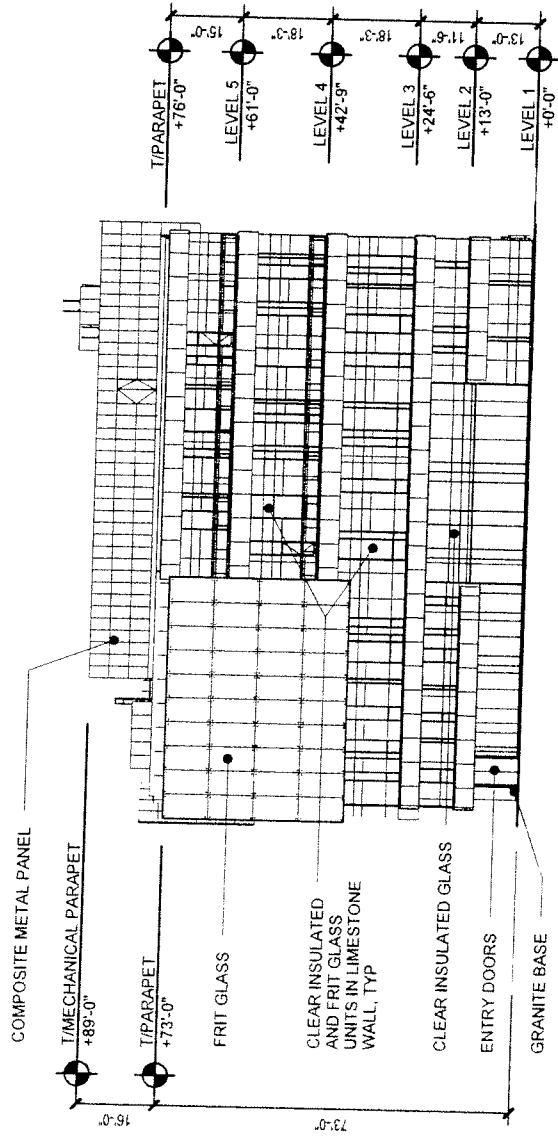 COMPOSITE METAL PANEL
T/MECHANICAL PARAPET
+89'-0"
T/PARAPET
+73'-0"
16'-0"
73'-0"
FRIT GLASS
CLEAR INSULATED
AND FRIT GLASS
UNITS IN LIMESTONE
WALL, TYP
CLEAR INSULATED GLASS
ENTRY DOORS
GRANITE BASE
T/PARAPET
+76'-0"
15'-0"
LEVEL 5
+61'-0"
18'-3"
LEVEL 4
+42'-9"
18'-3"
LEVEL 3
+24'-6"
11'-6"
LEVEL 2
+13'-0"
13'-0"
LEVEL 1
+0'-0"